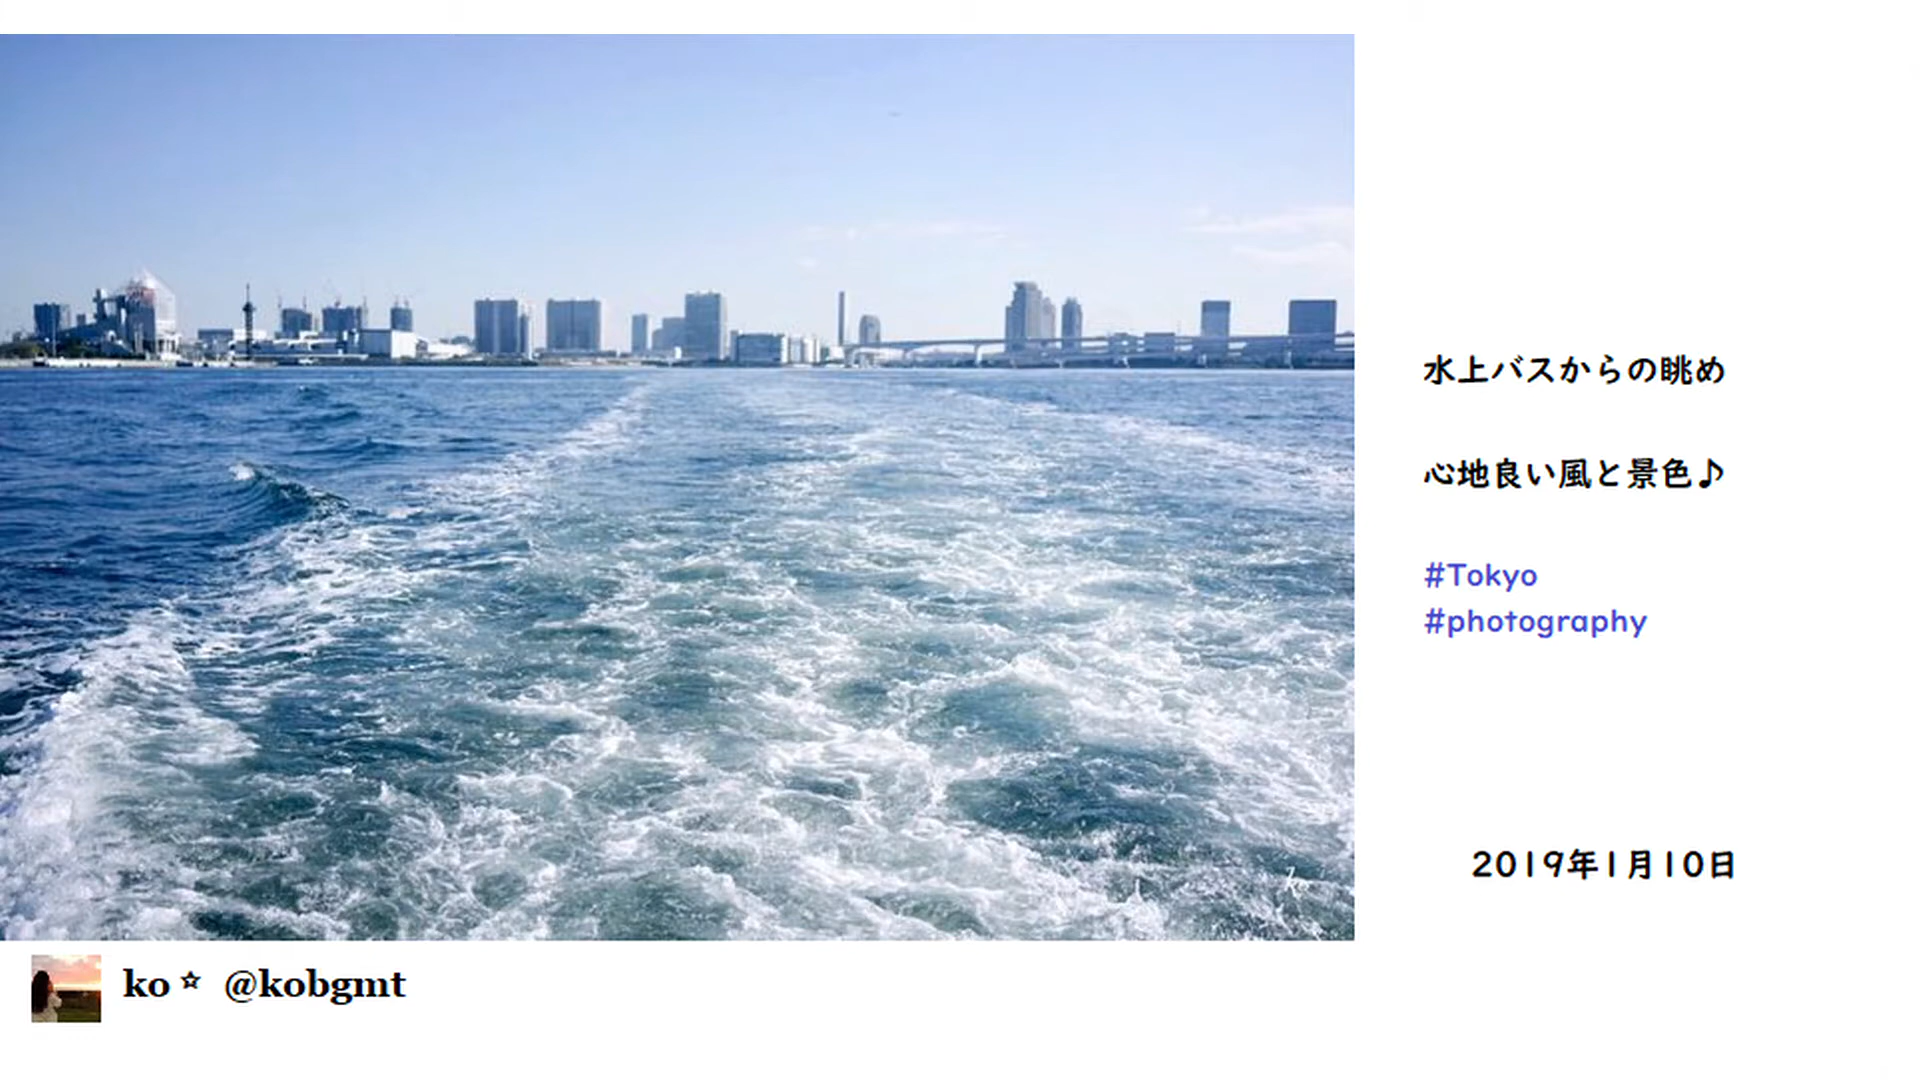 水上バスからの眺め
心地良い風と景色♪
#Tokyo
#photography
2019年1月10日
ko☆ @kobgmt